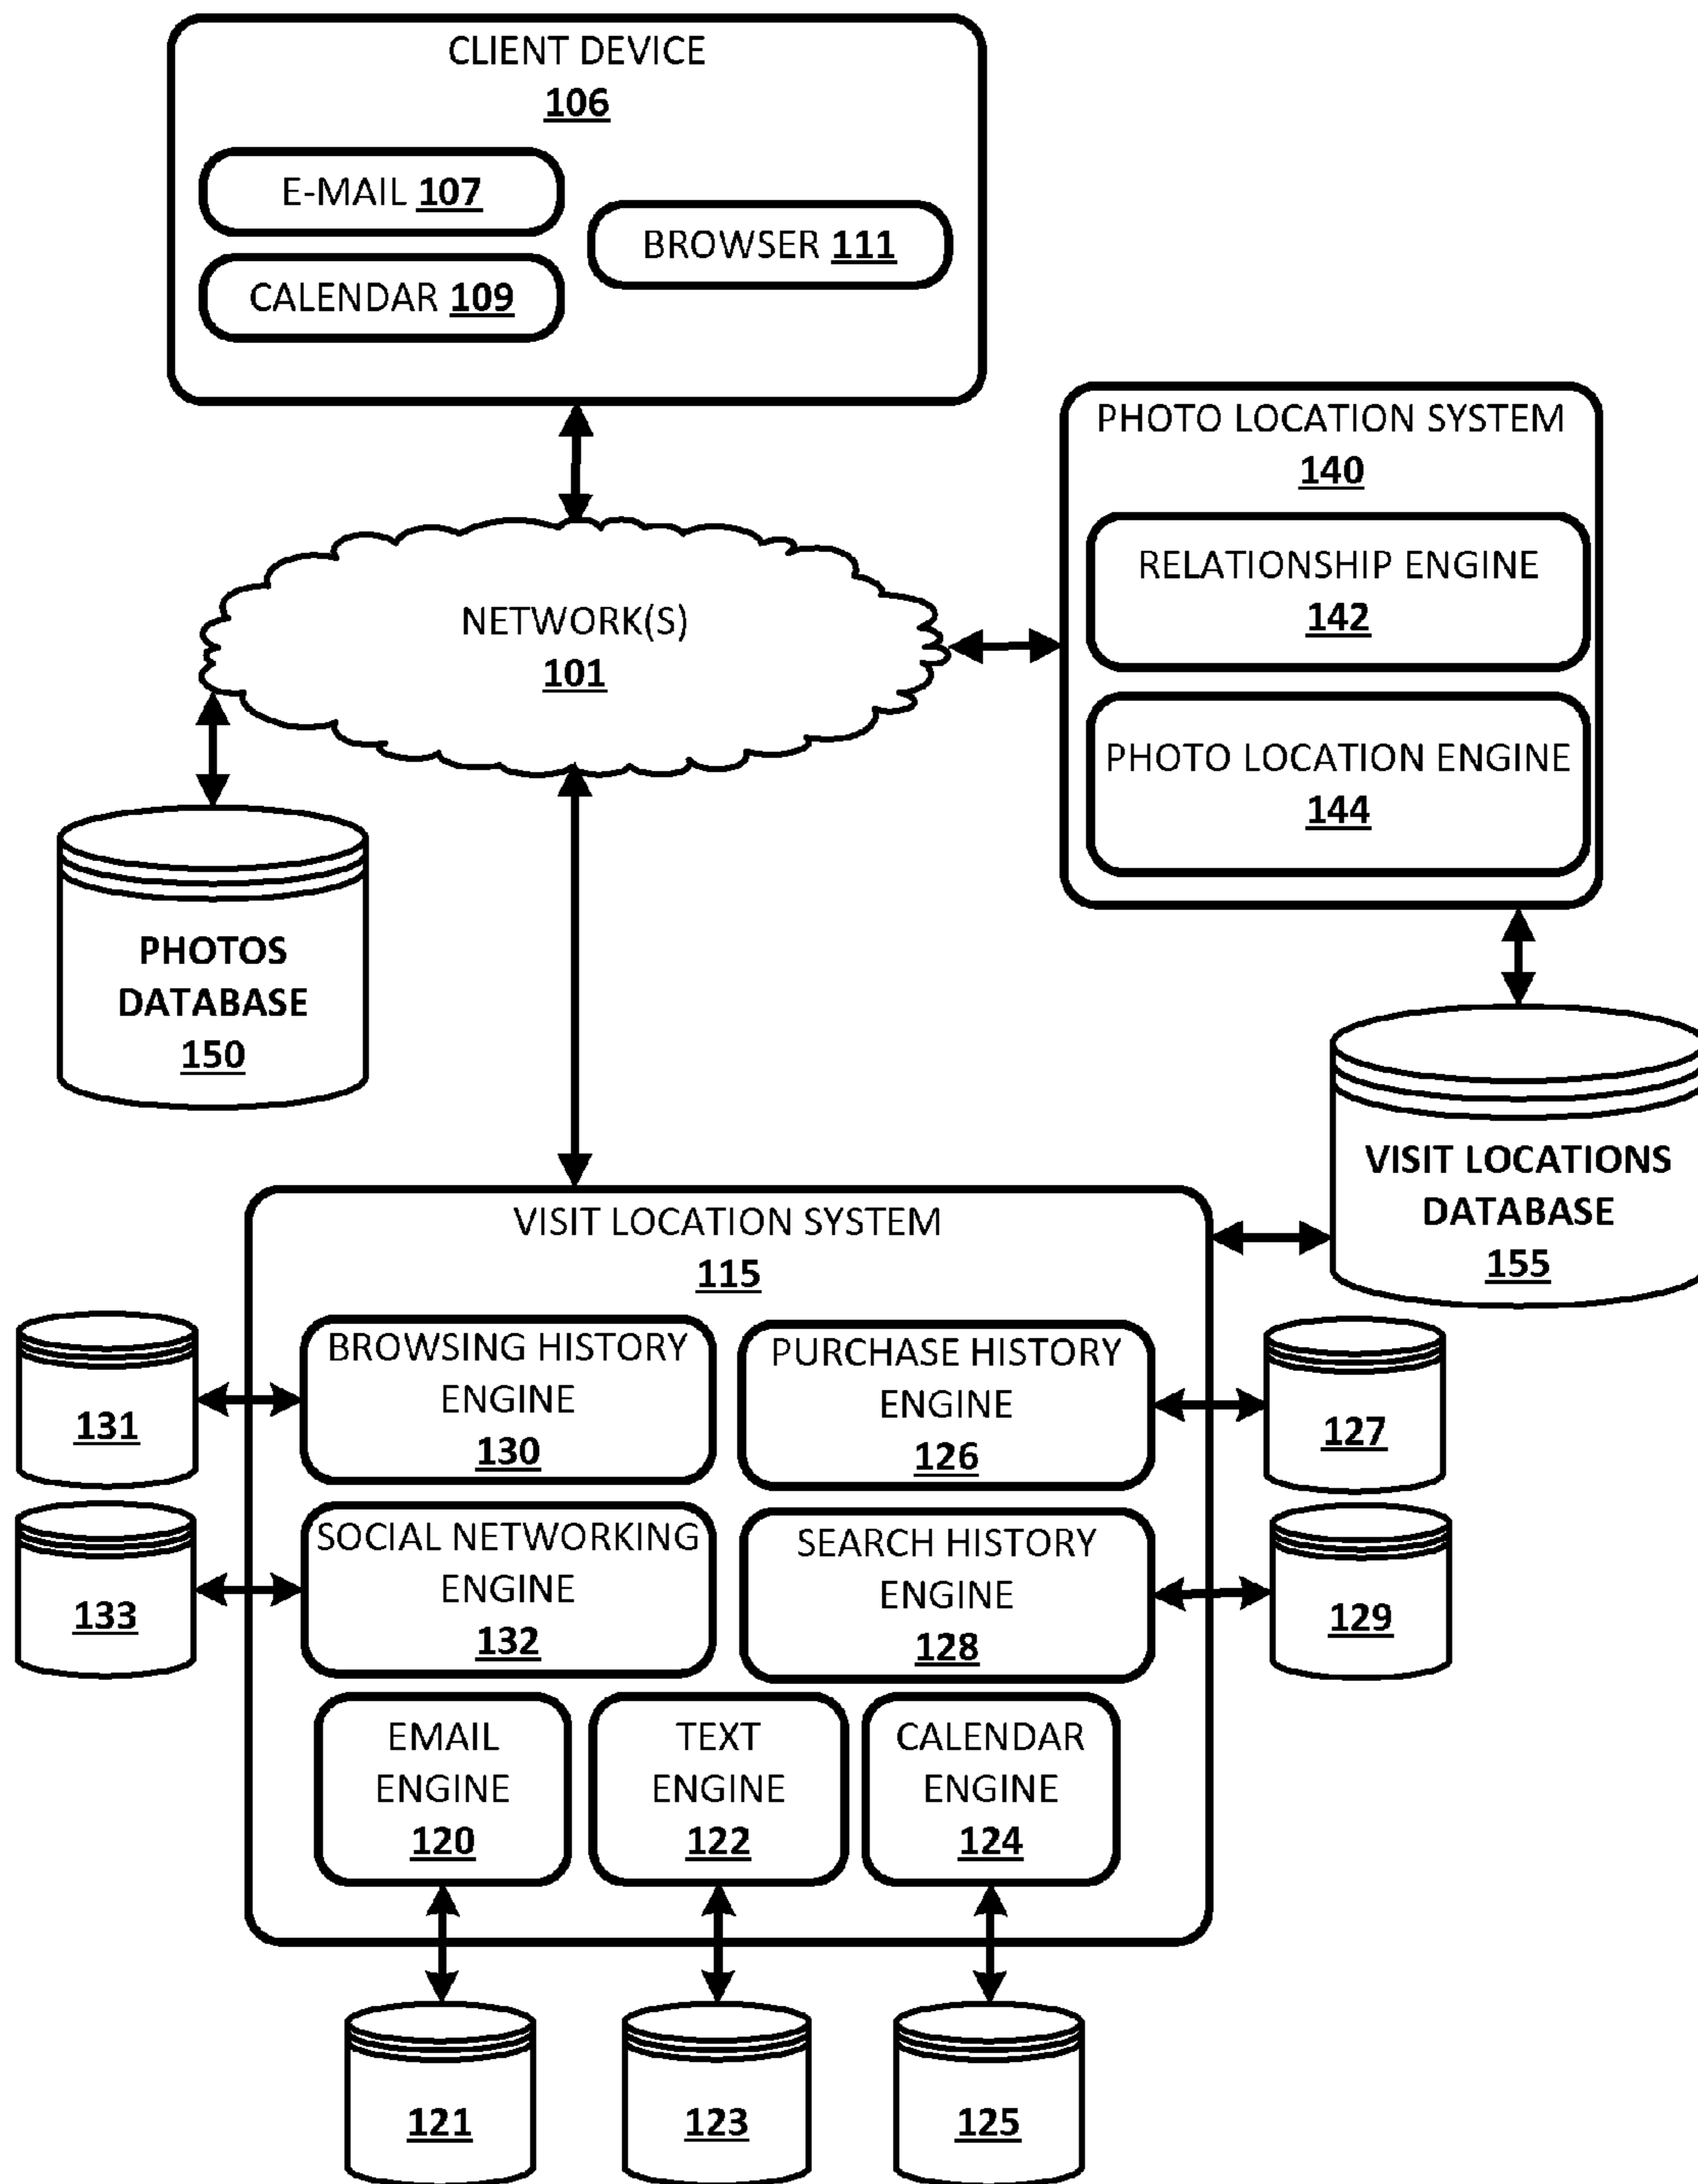 CLIENT DEVICE
106
E-MAIL 107
BROWSER 111
CALENDAR 109
PHOTO LOCATION SYSTEM
140
RELATIONSHIP ENGINE
142
PHOTO LOCATION ENGINE
144
NETWORK(S)
101
PHOTOS
DATABASE
150
VISIT LOCATIONS
DATABASE
155
VISIT LOCATION SYSTEM
115
BROWSING HISTORY
ENGINE
130
PURCHASE HISTORY
ENGINE
126
131
127
SOCIAL NETWORKING
ENGINE
132
SEARCH HISTORY
ENGINE
128
133
129
EMAIL
ENGINE
120
TEXT
ENGINE
122
CALENDAR
ENGINE
124
121
123
125